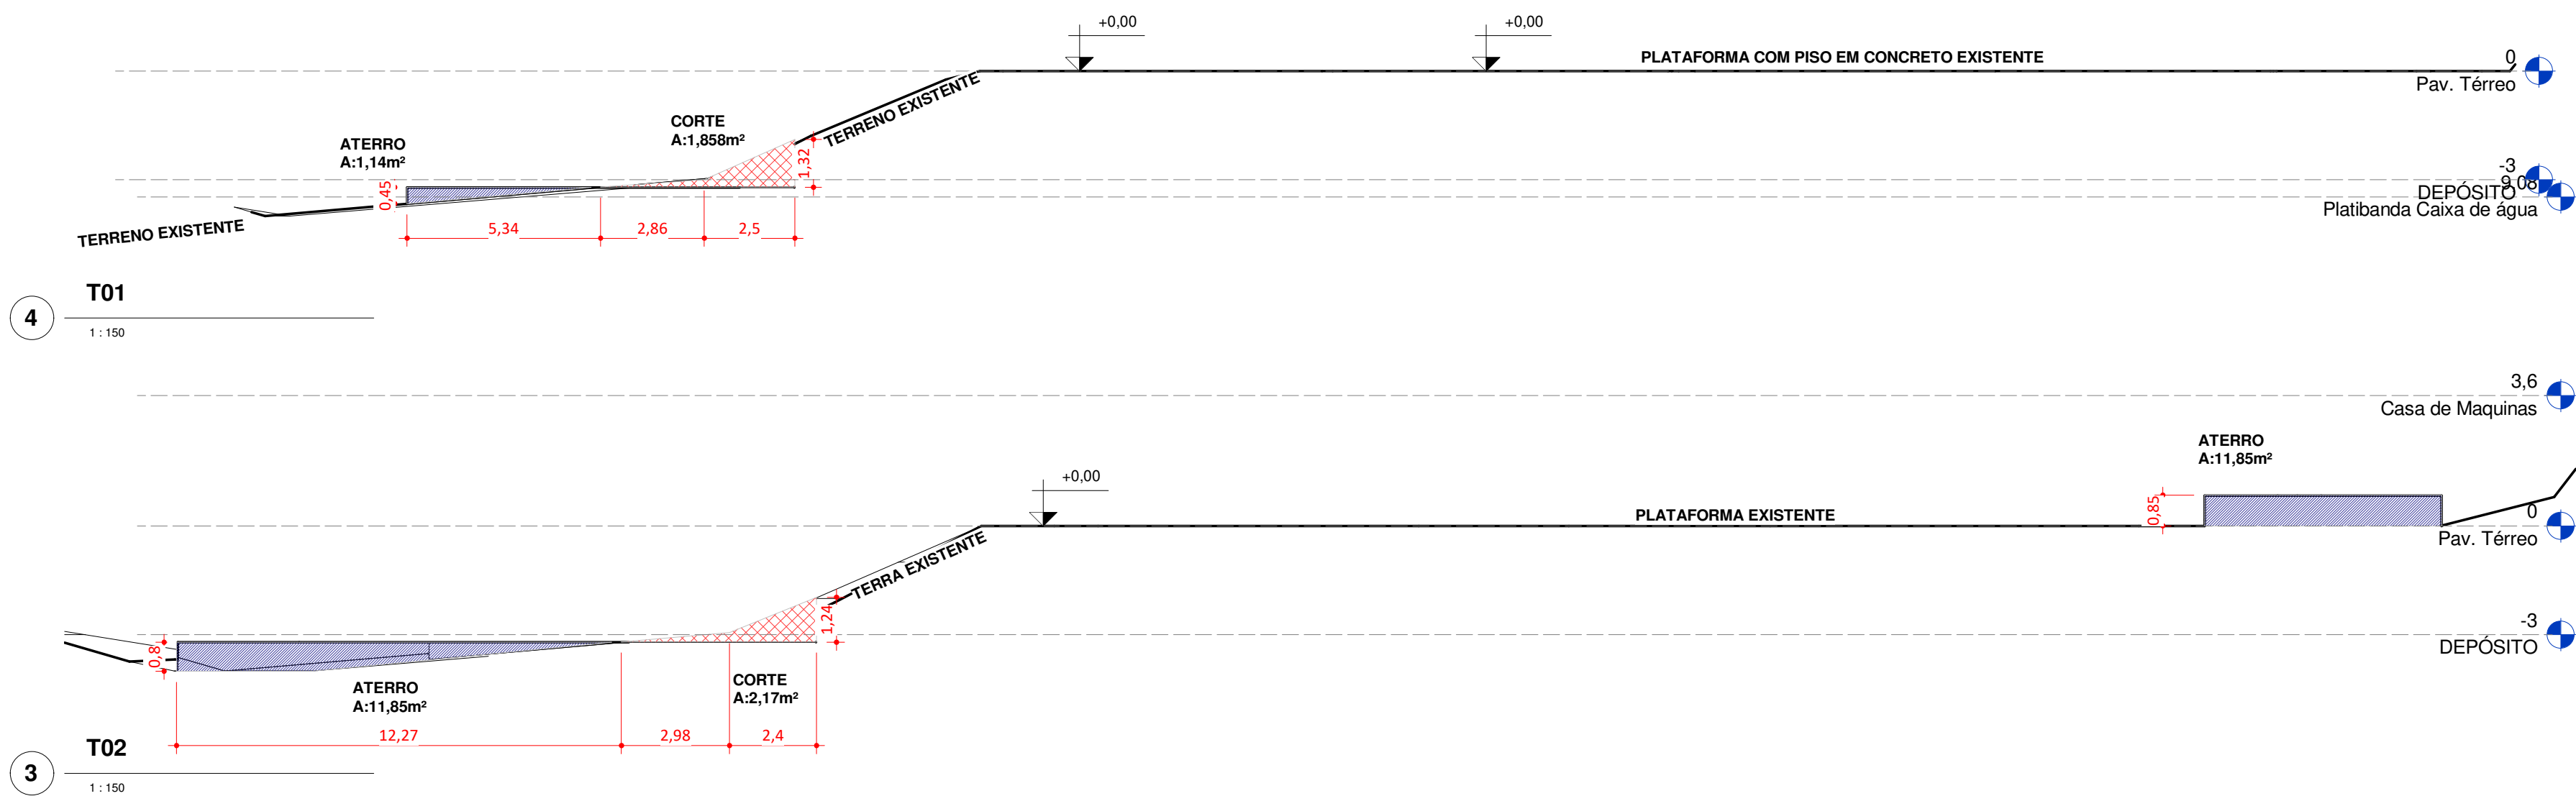 +0,00
+0,00
PLATAFORMA COM PISO EM CONCRETO EXISTENTE
0
Pav. Térreo
TERRENO EXISTENTE
CORTE
A:1,858m²
ATERRO
A:1,14m²
1,32
0,45
-3
DEPÓSITO
9,08
Platibanda Caixa de água
TERRENO EXISTENTE
5,34
2,86
2,5
T01
4
1 : 150
3,6
Casa de Maquinas
ATERRO
A:11,85m²
+0,00
0,85
PLATAFORMA EXISTENTE
0
Pav. Térreo
TERRA EXISTENTE
1,24
-3
DEPÓSITO
0,8
ATERRO
A:11,85m²
CORTE
A:2,17m²
12,27
2,98
2,4
T02
3
1 : 150